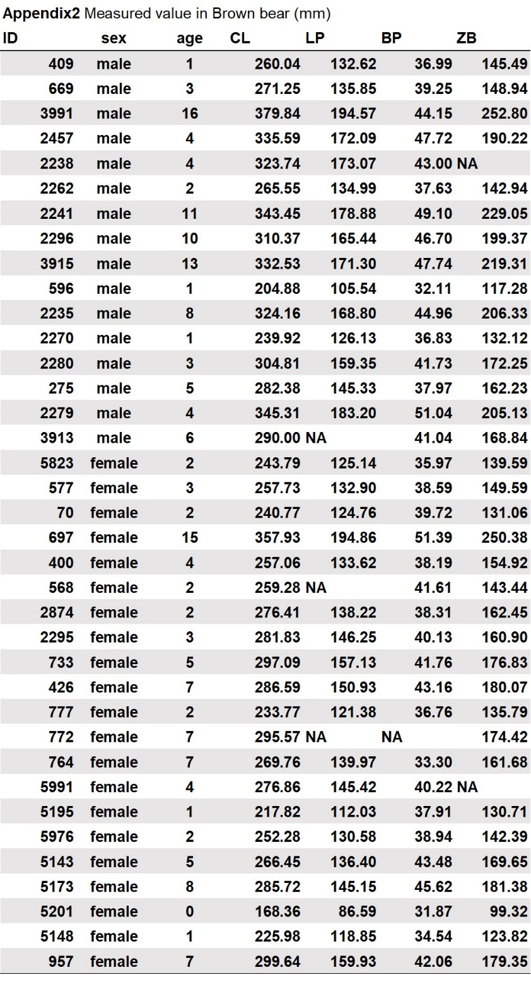 Appendix2 Measured value in Brown bear (mm)
ID sex age CL LP BP ZB
409 male 1 260.04 132.62 36.99 145.49
669 male 3 271.25 135.85 39.25 148.94
3991 male 16 379.84 194.57 44.15 252.80
2457 male 4 335.59 172.09 47.72 190.22
2238 male 4 323.74 173.07 43.00 NA
2262 male 2 265.55 134.99 37.63 142.94
2241 male 11 343.45 178.88 49.10 229.05
2296 male 10 310.37 165.44 46.70 199.37
3915 male 13 332.53 171.30 47.74 219.31
596 male 1 204.88 105.54 32.11 117.28
2235 male 8 324.16 168.80 44.96 206.33
2270 male 1 239.92 126.13 36.83 132.12
2280 male 3 304.81 159.35 41.73 172.25
275 male 5 282.38 145.33 37.97 162.23
2279 male 4 345.31 183.20 51.04 205.13
3913 male 6 290.00 NA 41.04 168.84
5823 female 2 243.79 125.14 35.97 139.59
577 female 3 257.73 132.90 38.59 149.59
70 female 2 240.77 124.76 39.72 131.06
697 female 15 357.93 194.86 51.39 250.38
400 female 4 257.06 133.62 38.19 154.92
568 female 2 259.28 NA 41.61 143.44
2874 female 2 276.41 138.22 38.31 162.45
2295 female 3 281.83 146.25 40.13 160.90
733 female 5 297.09 157.13 41.76 176.83
426 female 7 286.59 150.93 43.16 180.07
777 female 2 233.77 121.38 36.76 135.79
772 female 7 295.57 NA NA 174.42
764 female 7 269.76 139.97 33.30 161.68
5991 female 4 276.86 145.42 40.22 NA
5195 female 1 217.82 112.03 37.91 130.71
5976 female 2 252.28 130.58 38.94 142.39
5143 female 5 266.45 136.40 43.48 169.65
5173 female 8 285.72 145.15 45.62 181.38
5201 female 0 168.36 86.59 31.87 99.32
5148 female 1 225.98 118.85 34.54 123.82
957 female 7 299.64 159.93 42.06 179.35